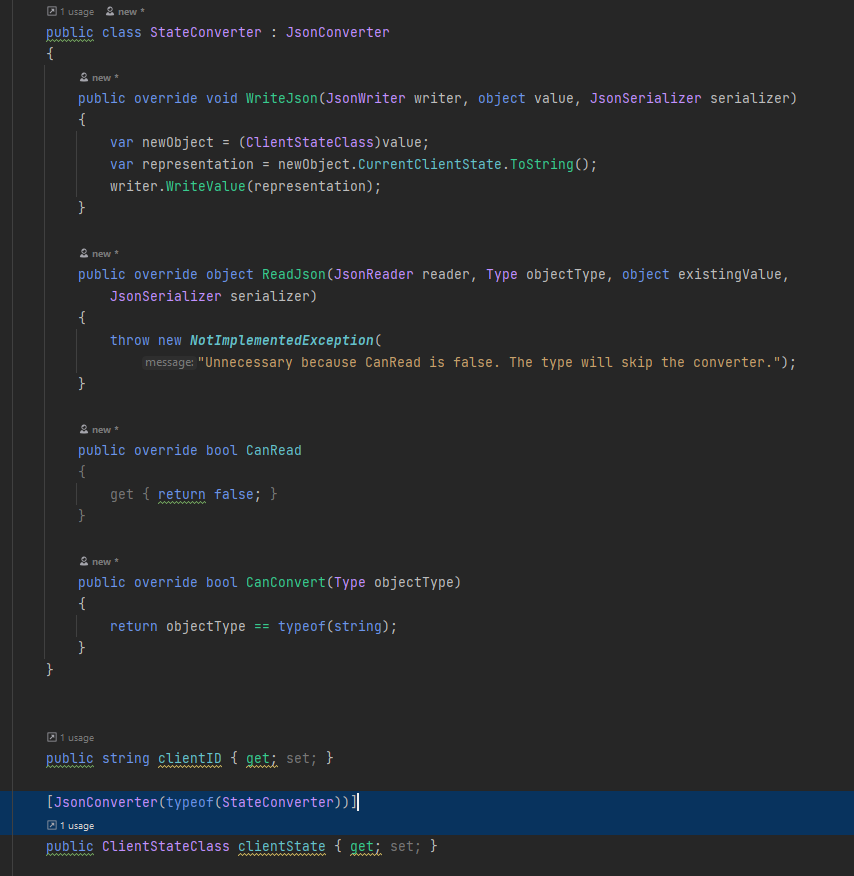 1 usage new *
public class StateConverter : JsonConverter
{
new *
public override void WriteJson(JsonWriter writer, object value, JsonSerializer serializer)
{
var newObject = (ClientStateClass)value;
var representation = newObject.CurrentClientState.ToString();
writer.WriteValue(representation);
}
new *
public override object ReadJson(JsonReader reader, Type objectType, object existingValue,
JsonSerializer serializer)
{
throw new NotImplementedException(
message: "Unnecessary because CanRead is false. The type will skip the converter.");
}
new *
public override bool CanRead
{
get { return false; }
}
new *
public override bool CanConvert(Type objectType)
{
return objectType == typeof(string);
}
}
1 usage
public string clientID { get; set; }
[JsonConverter(typeof(StateConverter))]
1 usage
public ClientStateClass clientState { get; set; }